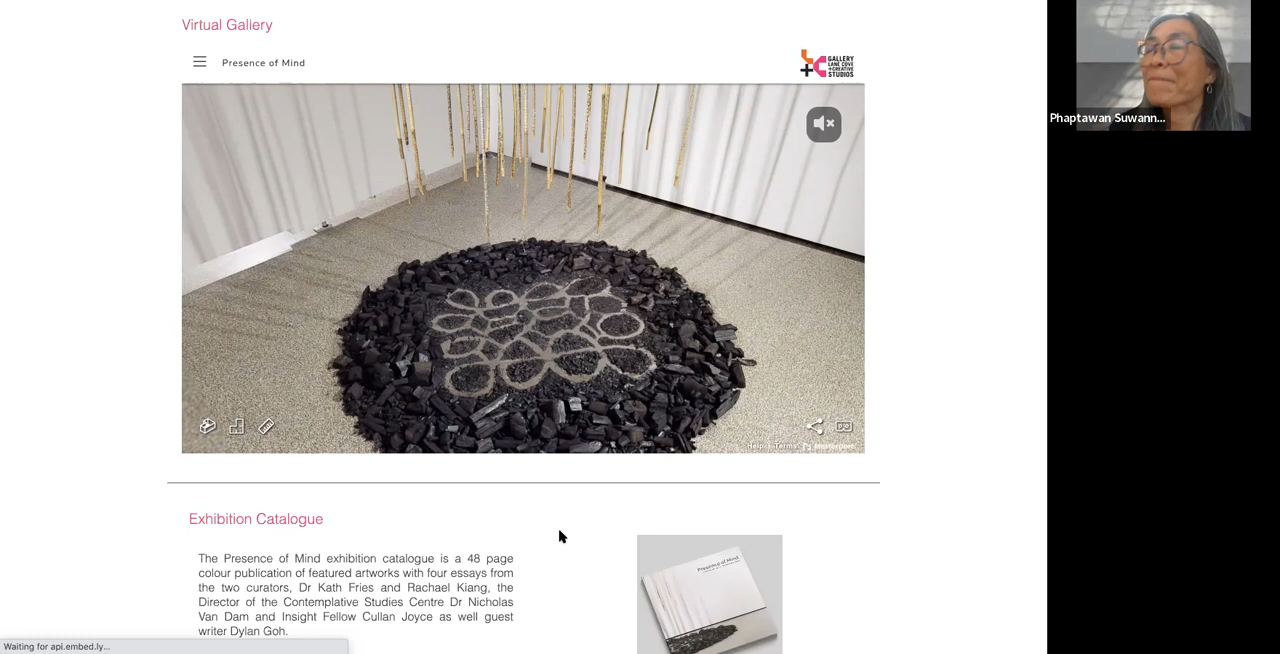 Virtual Gallery
Presence of Mind
GALLERY
LANE COVE
+CREATIVE
STUDIOS
Phaptawan Suwann...
Help | Terms
Exhibition Catalogue
The Presence of Mind exhibition catalogue is a 48 page
colour publication of featured artworks with four essays from
the two curators, Dr Kath Fries and Rachael Kiang, the
Director of the Contemplative Studies Centre Dr Nicholas
Van Dam and Insight Fellow Cullan Joyce as well guest
writer Dylan Goh.
Presence of Mind
Waiting for api.embed.ly...